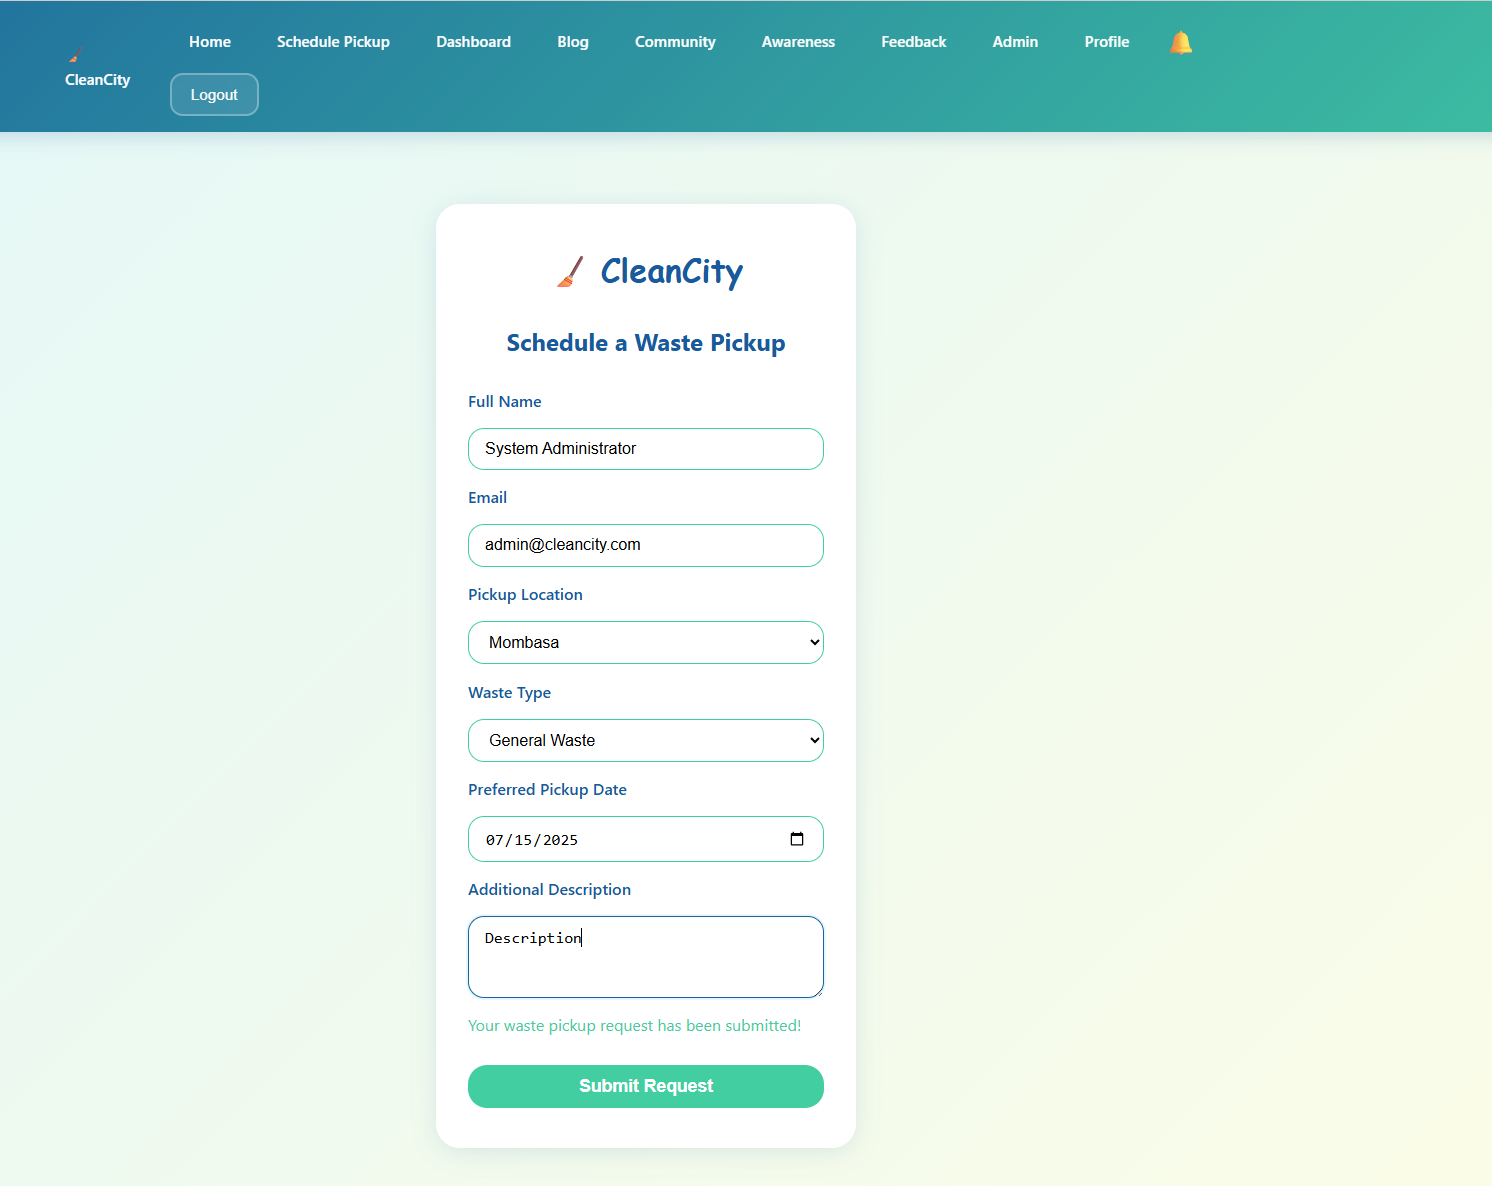 Home Schedule Pickup Dashboard Blog Community Awareness Feedback Admin Profile
CleanCity
Logout
CleanCity
Schedule a Waste Pickup
Full Name
System Administrator
Email
admin@cleancity.com
Pickup Location
Mombasa
Waste Type
General Waste
Preferred Pickup Date
07/15/2025
Additional Description
Description
Your waste pickup request has been submitted!
Submit Request